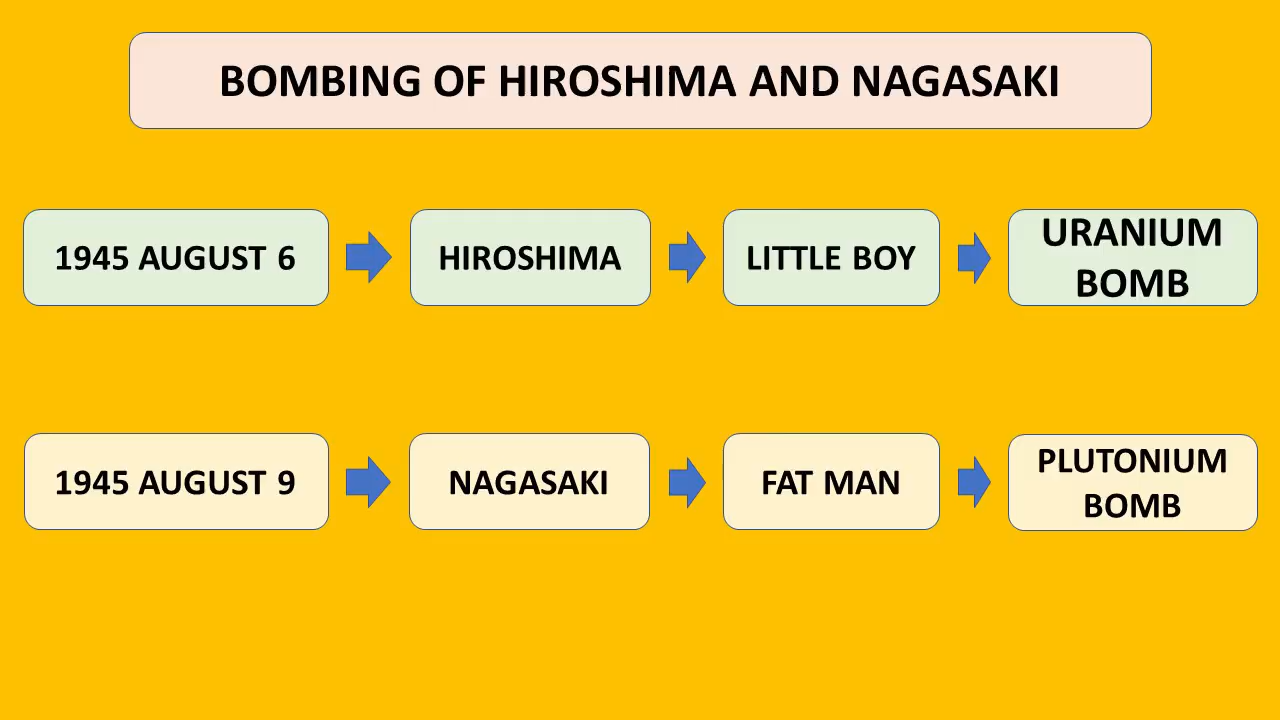 BOMBING OF HIROSHIMA AND NAGASAKI
1945 AUGUST 6
HIROSHIMA
LITTLE BOY
URANIUM
BOMB
1945 AUGUST 9
NAGASAKI
FAT MAN
PLUTONIUM
BOMB